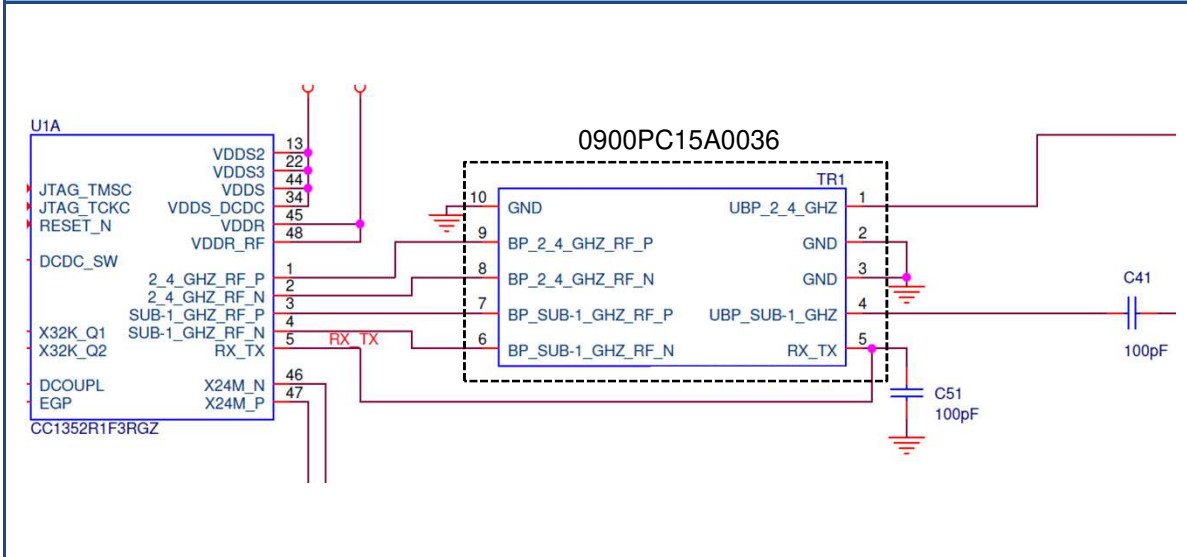 U1A
VDDS2 13
VDDS3 22
JTAG_TMSC VDDS 44
JTAG_TCKC VDDS_DCDC 34
RESET_N VDDR 45
VDDR_RF 48
DCDC_SW
2_4_GHZ_RF_P 1
2_4_GHZ_RF_N 2
SUB-1_GHZ_RF_P 3
X32K_Q1 SUB-1_GHZ_RF_N 4
X32K_Q2 RX_TX 5
RX_TX
DCOUPL X24M_N 46
EGP X24M_P 47
CC1352R1F3RGZ
0900PC15A0036
TR1
10 GND UBP_2_4_GHZ 1
9 BP_2_4_GHZ_RF_P GND 2
8 BP_2_4_GHZ_RF_N GND 3
7 BP_SUB-1_GHZ_RF_P UBP_SUB-1_GHZ 4
6 BP_SUB-1_GHZ_RF_N RX_TX 5
C41
100pF
C51
100pF